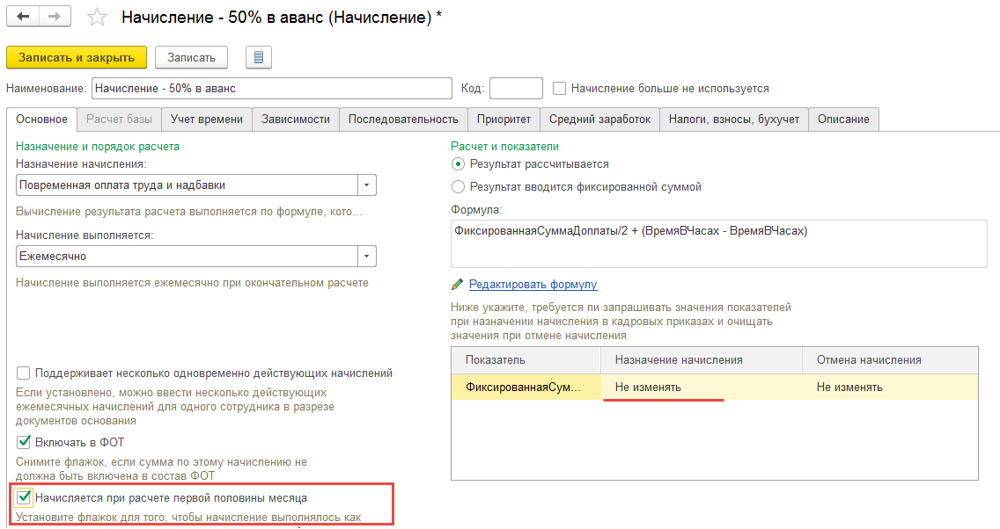 Начисление - 50% в аванс (Начисление) *
Записать и закрыть
Записать
Наименование: Начисление - 50% в аванс Код: Начисление больше не используется
Основное Расчет базы Учет времени Зависимости Последовательность Приоритет Средний заработок Налоги, взносы, бухучет Описание
Назначение и порядок расчета
Назначение начисления:
Повременная оплата труда и надбавки
Вычисление результата расчета выполняется по формуле, кото...
Начисление выполняется:
Ежемесячно
Начисление выполняется ежемесячно при окончательном расчете
Поддерживает несколько одновременно действующих начислений
Если установлено, можно ввести несколько действующих
ежемесячных начислений для одного сотрудника в разрезе
документов основания
Включать в ФОТ
Снимите флажок, если сумма по этому начислению не
должна быть включена в состав ФОТ
Начисляется при расчете первой половины месяца
Установите флажок для того, чтобы начисление выполнялось как
Расчет и показатели
Результат рассчитывается
Результат вводится фиксированной суммой
Формула:
ФиксированнаяСуммаДоплаты/2 + (ВремяВЧасах - ВремяВЧасах)
Редактировать формулу
Ниже укажите, требуется ли запрашивать значения показателей
при назначении начисления в кадровых приказах и очищать
значения при отмене начисления
Показатель Назначение начисления Отмена начисления
ФиксированнаяСум... Не изменять Не изменять